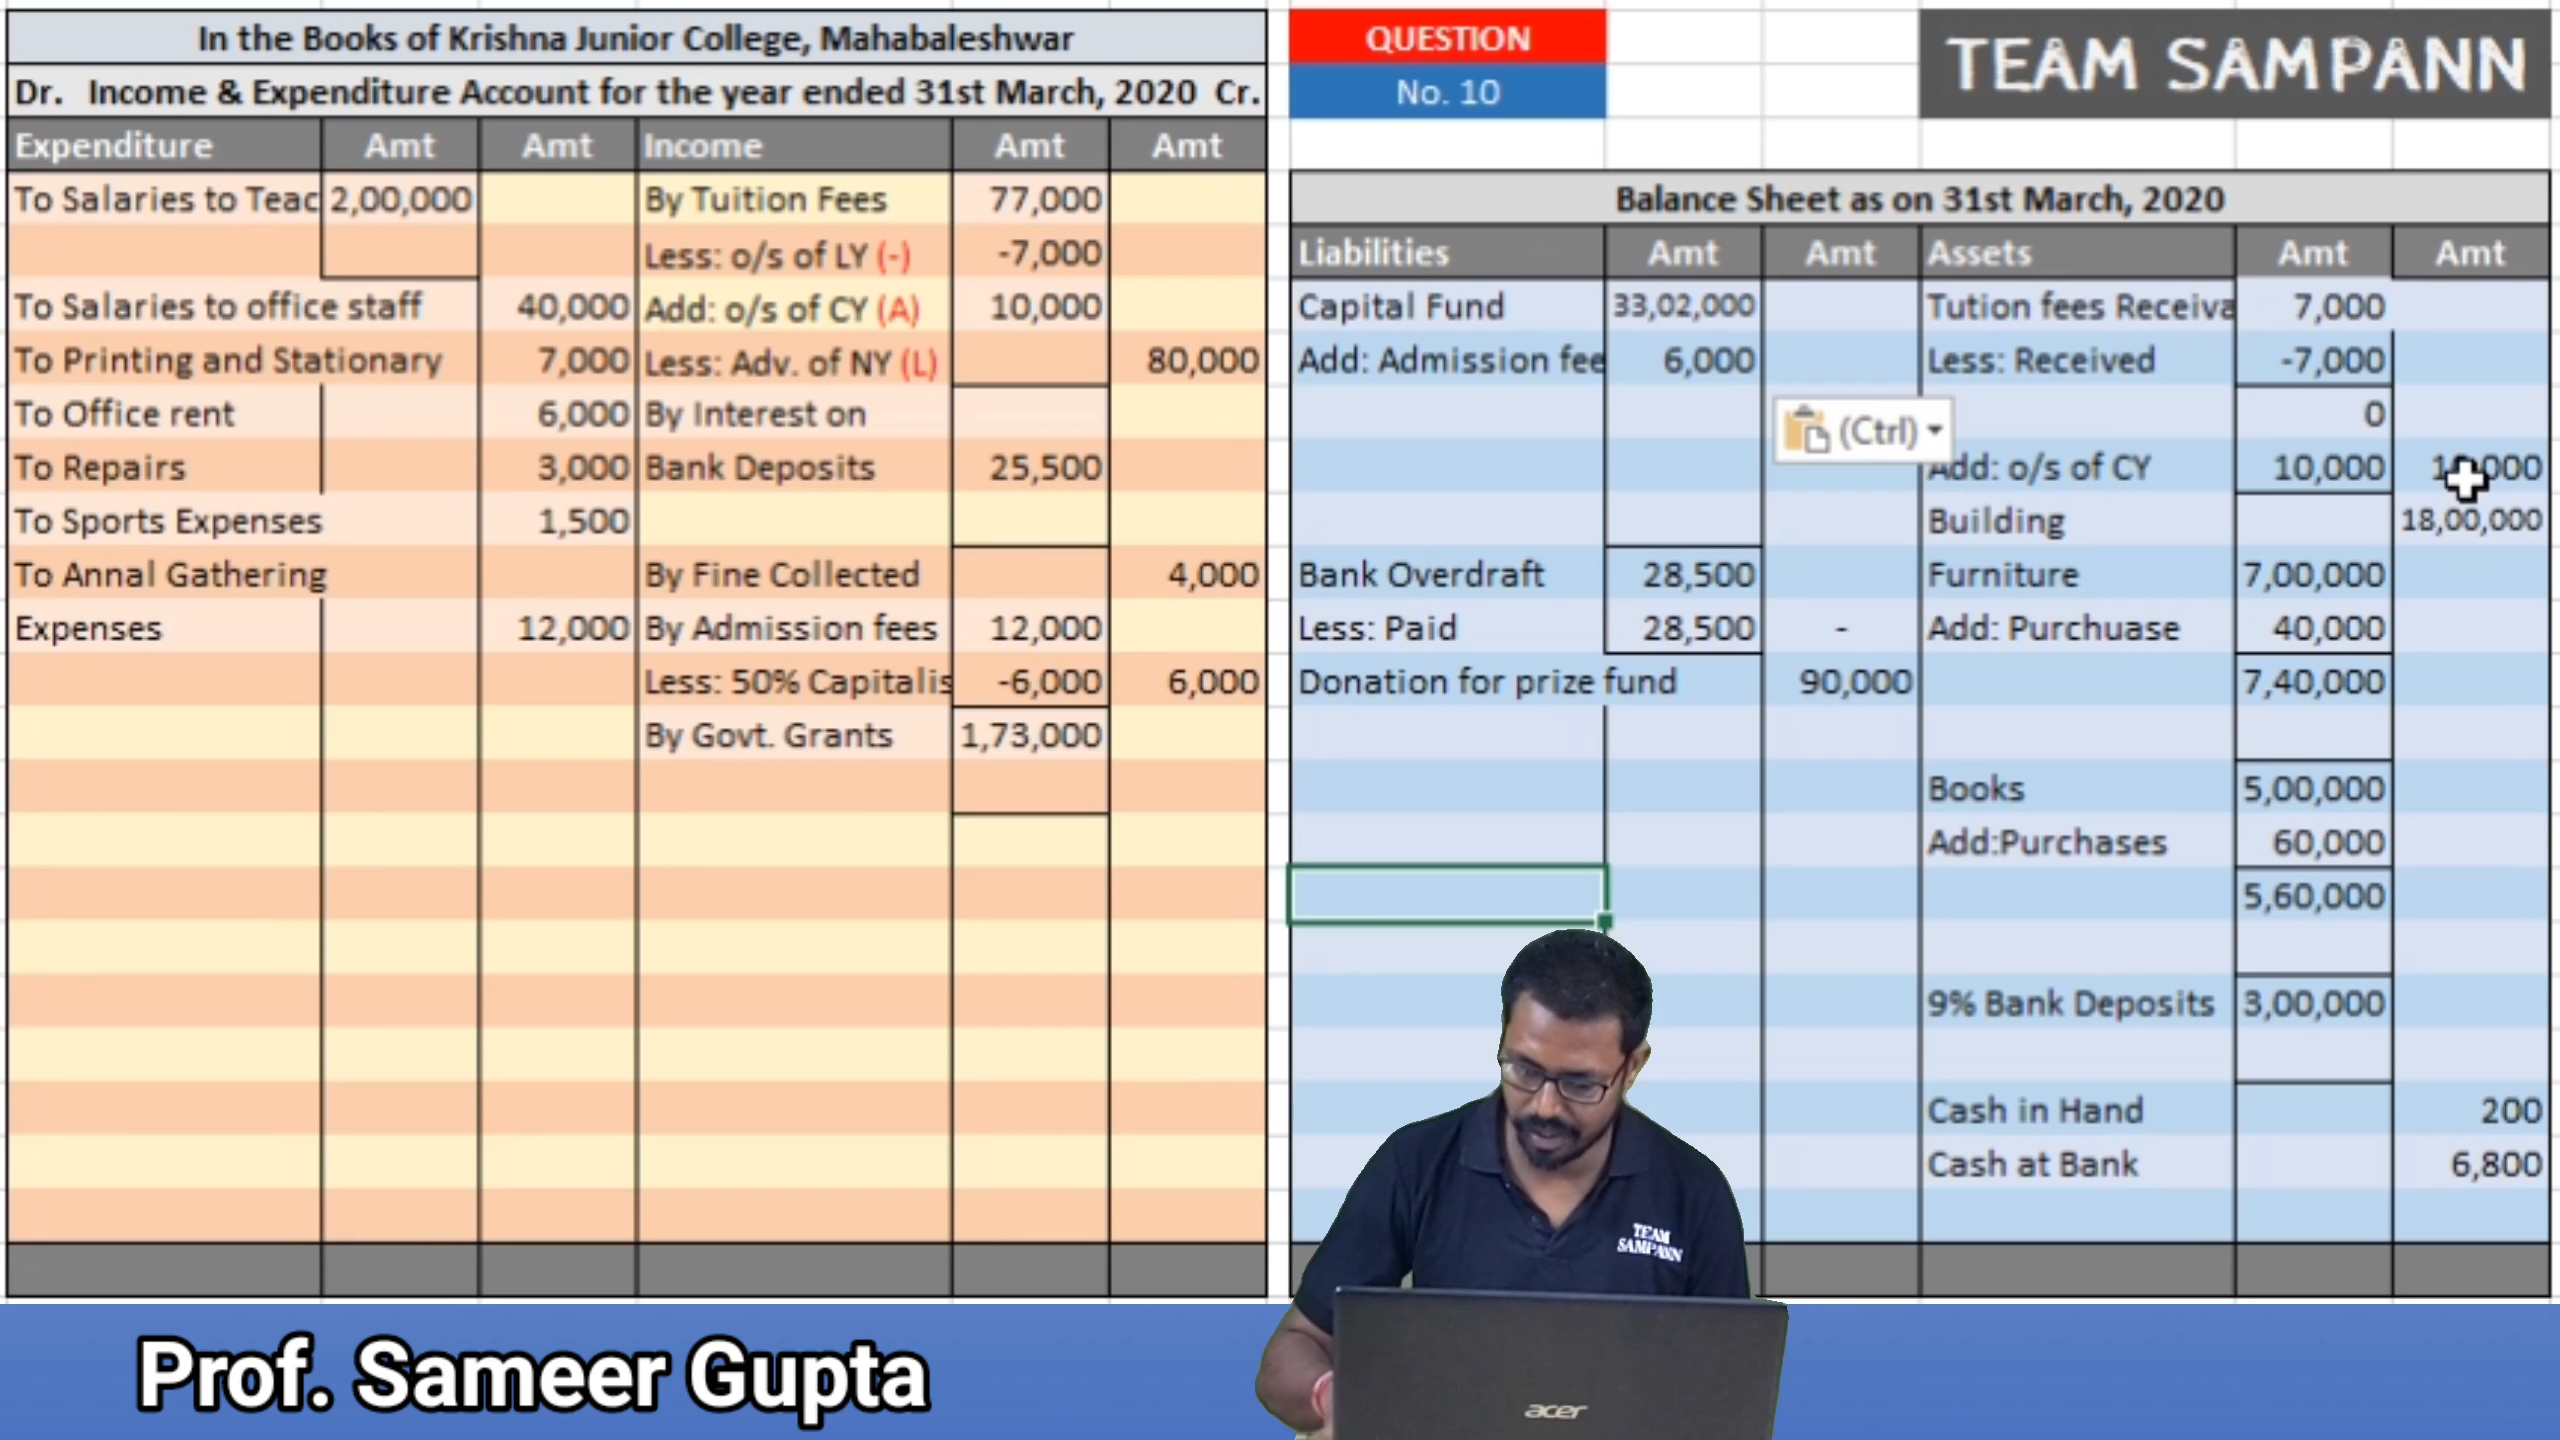 In the Books of Krishna Junior College, Mahabaleshwar
Dr. Income & Expenditure Account for the year ended 31st March, 2020 Cr.
Expenditure Amt Amt Income Amt Amt
To Salaries to Teac 2,00,000 By Tuition Fees 77,000
Less: o/s of LY (-) -7,000
To Salaries to office staff 40,000 Add: o/s of CY (A) 10,000
To Printing and Stationary 7,000 Less: Adv. of NY (L) 80,000
To Office rent 6,000 By Interest on
To Repairs 3,000 Bank Deposits 25,500
To Sports Expenses 1,500
To Annal Gathering By Fine Collected 4,000
Expenses 12,000 By Admission fees 12,000
Less: 50% Capitalis -6,000 6,000
By Govt. Grants 1,73,000
QUESTION
No. 10
TEAM SAMPANN
Balance Sheet as on 31st March, 2020
Liabilities Amt Amt Assets Amt Amt
Capital Fund 33,02,000 Tution fees Receiva 7,000
Add: Admission fee 6,000 Less: Received -7,000
(Ctrl) 0
Add: o/s of CY 10,000
Building 18,00,000
Bank Overdraft 28,500 Furniture 7,00,000
Less: Paid 28,500 - Add: Purchuase 40,000
Donation for prize fund 90,000 7,40,000
Books 5,00,000
Add:Purchases 60,000
5,60,000
9% Bank Deposits 3,00,000
Cash in Hand 200
Cash at Bank 6,800
TEAM
SAMPANN
Prof. Sameer Gupta
acer